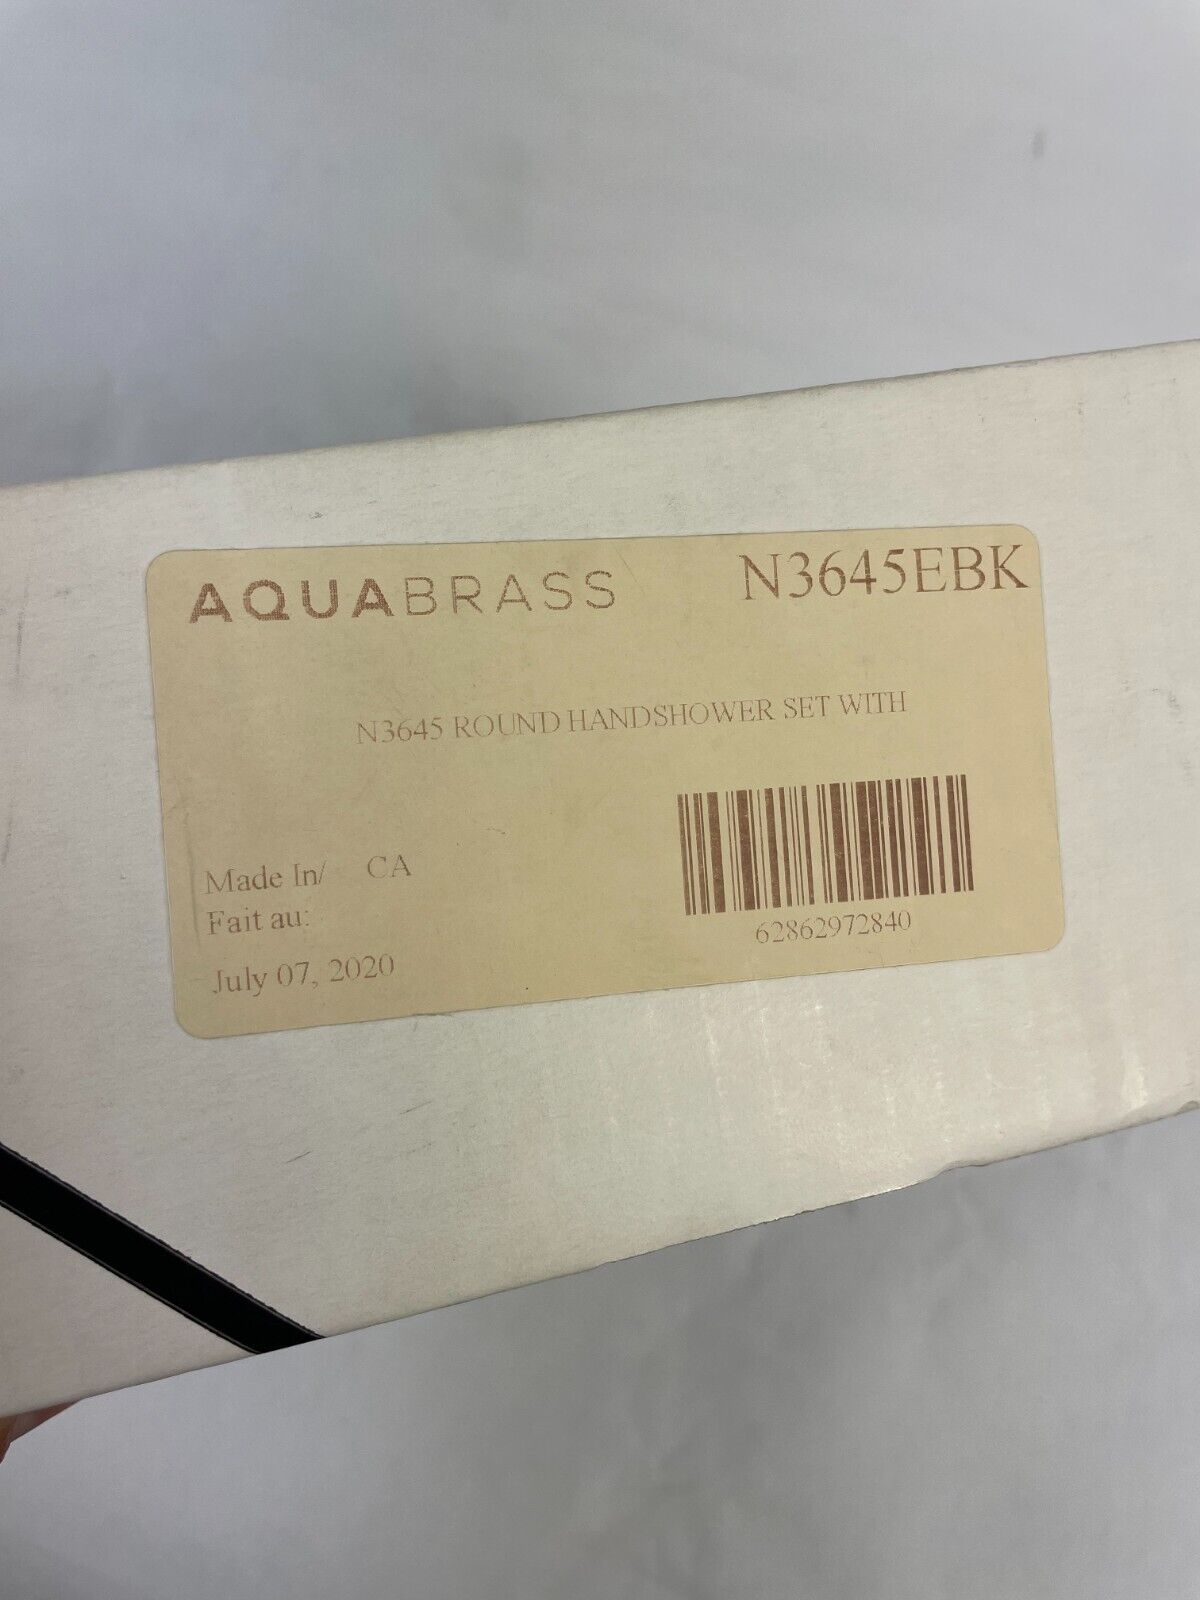 AQUABRASS N3645EBK
N3645 ROUND HANDSHOWER SET WITH
Made In/ CA
Fait au:
July 07, 2020
62862972840